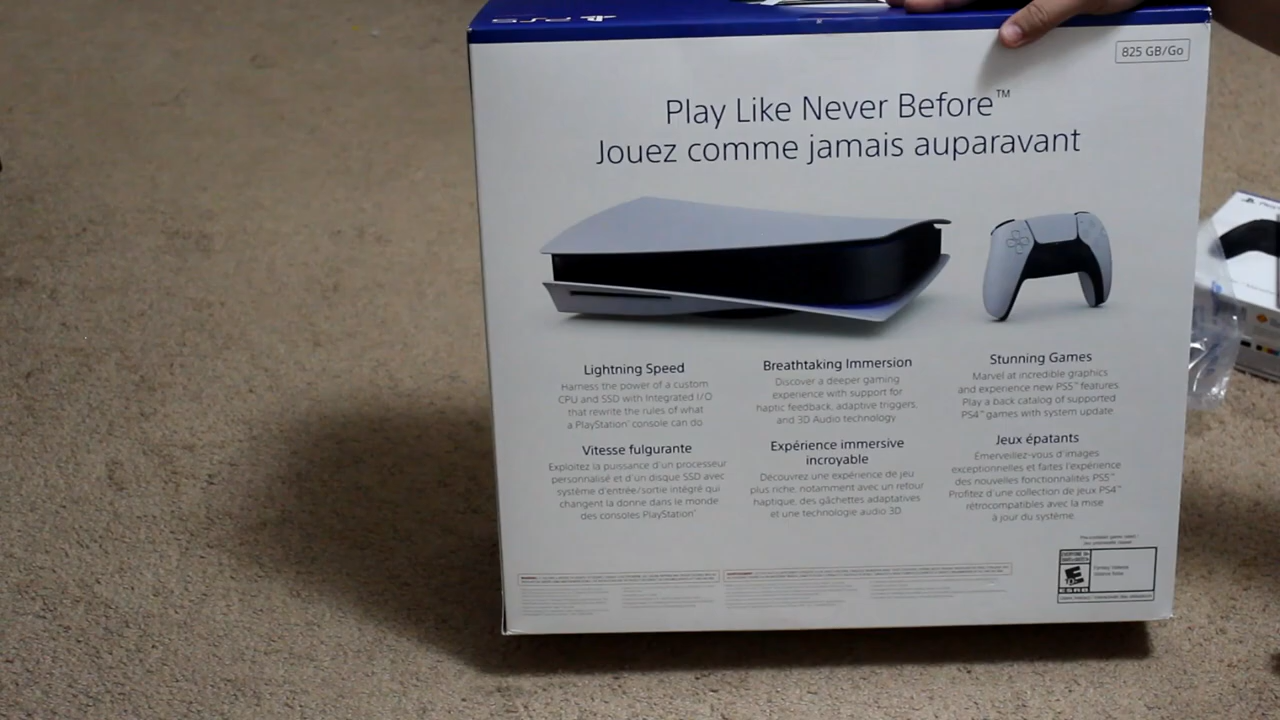 PS5
825 GB/Go
Play Like Never Before™
Jouez comme jamais auparavant
Lightning Speed
Harness the power of a custom
CPU and SSD with Integrated I/O
that rewrite the rules of what
a PlayStation® console can do
Breathtaking Immersion
Discover a deeper gaming
experience with support for
haptic feedback, adaptive triggers,
and 3D Audio technology
Stunning Games
Marvel at incredible graphics
and experience new PS5™ features.
Play a back catalog of supported
PS4™ games with system update.
Vitesse fulgurante
Exploitez la puissance d'un processeur
personnalisé et d'un disque SSD avec
système d'entrée/sortie intégré qui
changent la donne dans le monde
des consoles PlayStation®
Expérience immersive
incroyable
Découvrez une expérience de jeu
plus riche, notamment avec un retour
haptique, des gâchettes adaptatives
et une technologie audio 3D.
Jeux épatants
Émerveillez-vous d'images
exceptionnelles et faites l'expérience
des nouvelles fonctionnalités PS5™
Profitez d'une collection de jeux PS4™
rétrocompatibles avec la mise
à jour du système.
E
ESRB
Fantasy Violence